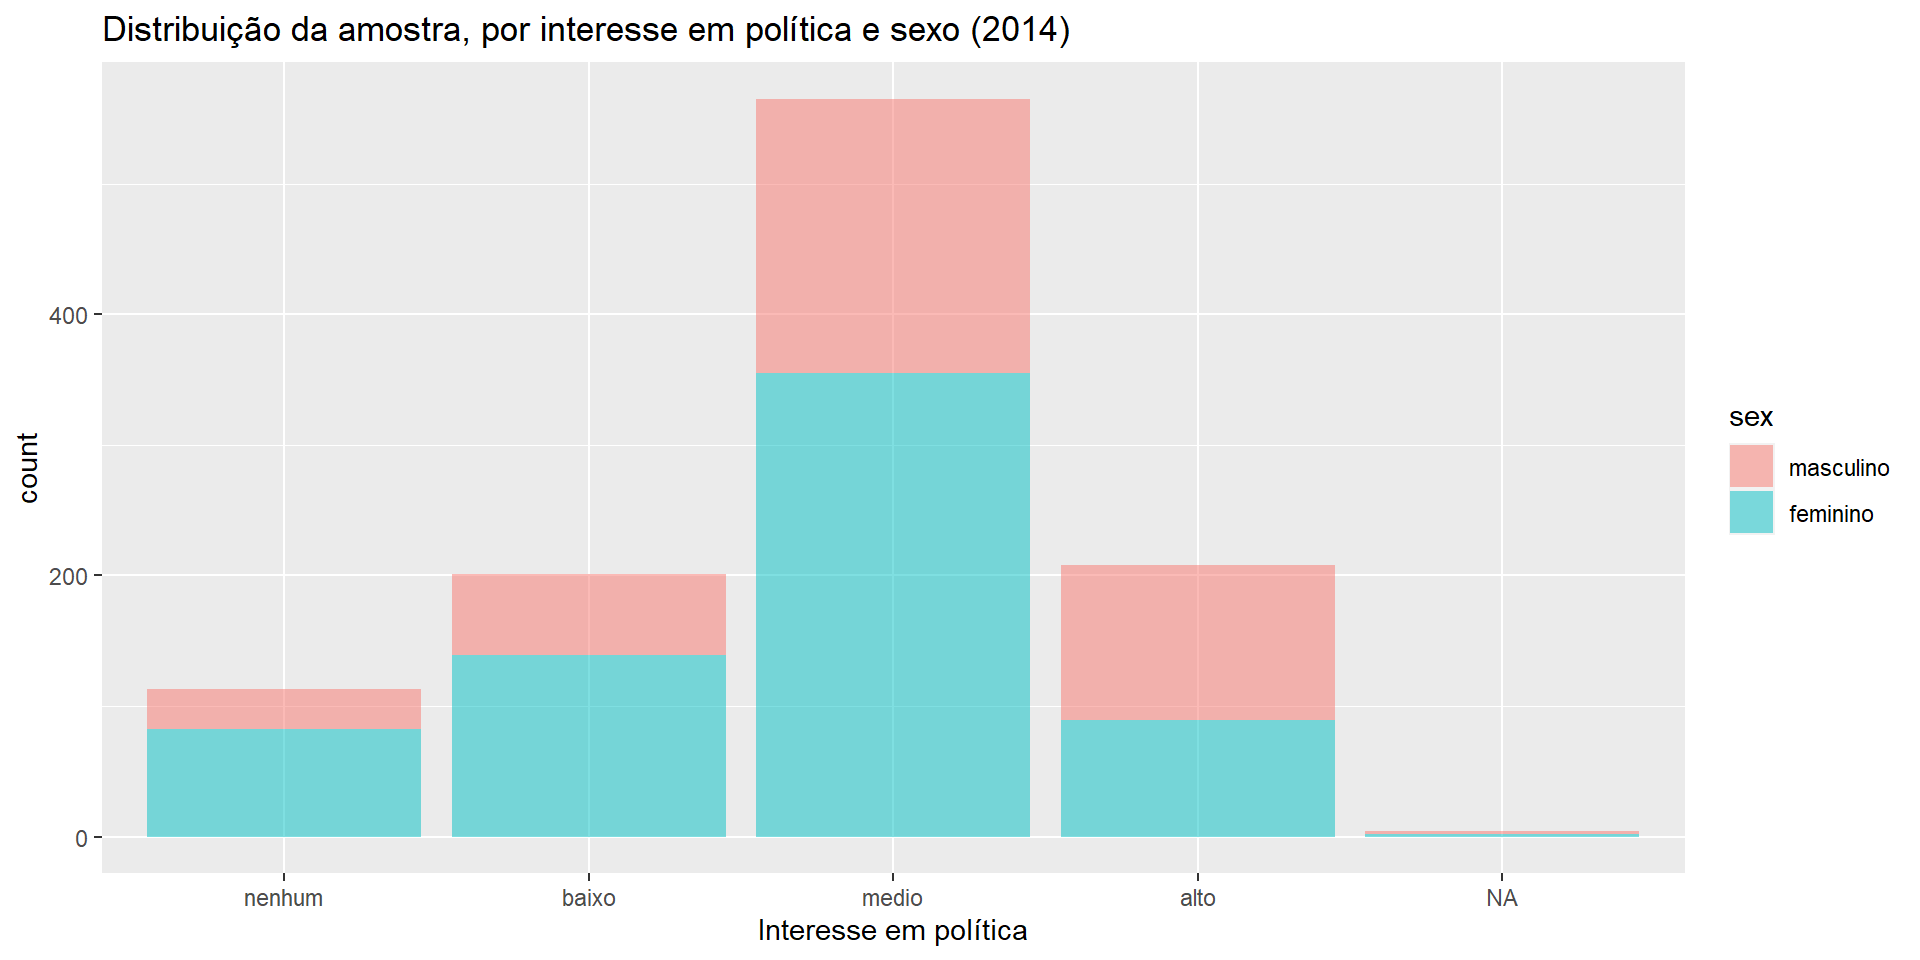 Distribuição da amostra, por interesse em política e sexo (2014)
count
400
200
0
nenhum
baixo
medio
alto
NA
Interesse em política
sex
masculino
feminino